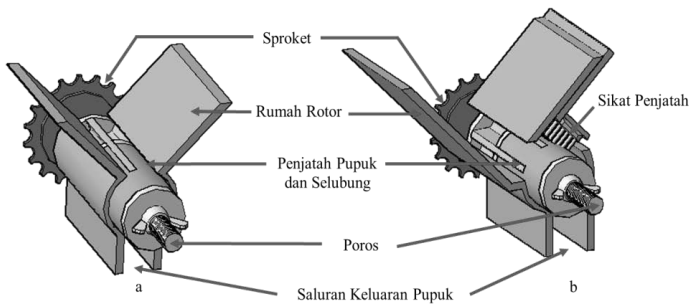 Sproket
Rumah Rotor
Sikat Penjatah
Penjatah Pupuk
dan Selubung
Poros
Saluran Keluaran Pupuk
a
b